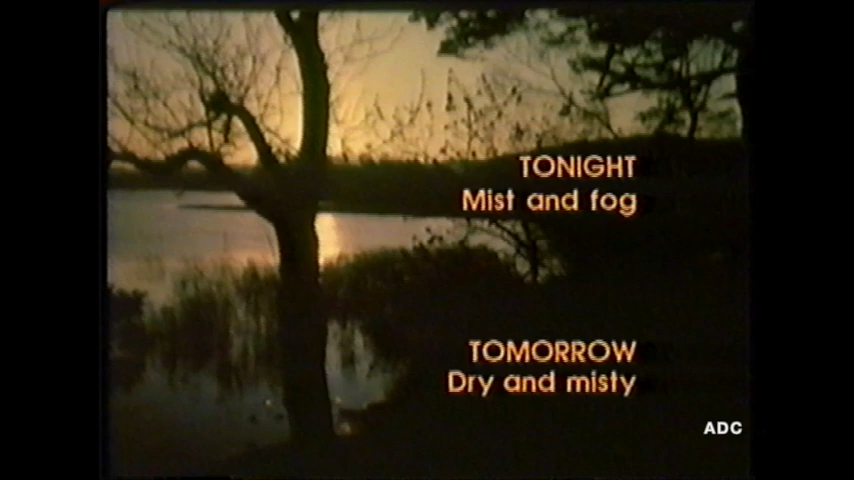 TONIGHT
Mist and fog
TOMORROW
Dry and misty
ADC